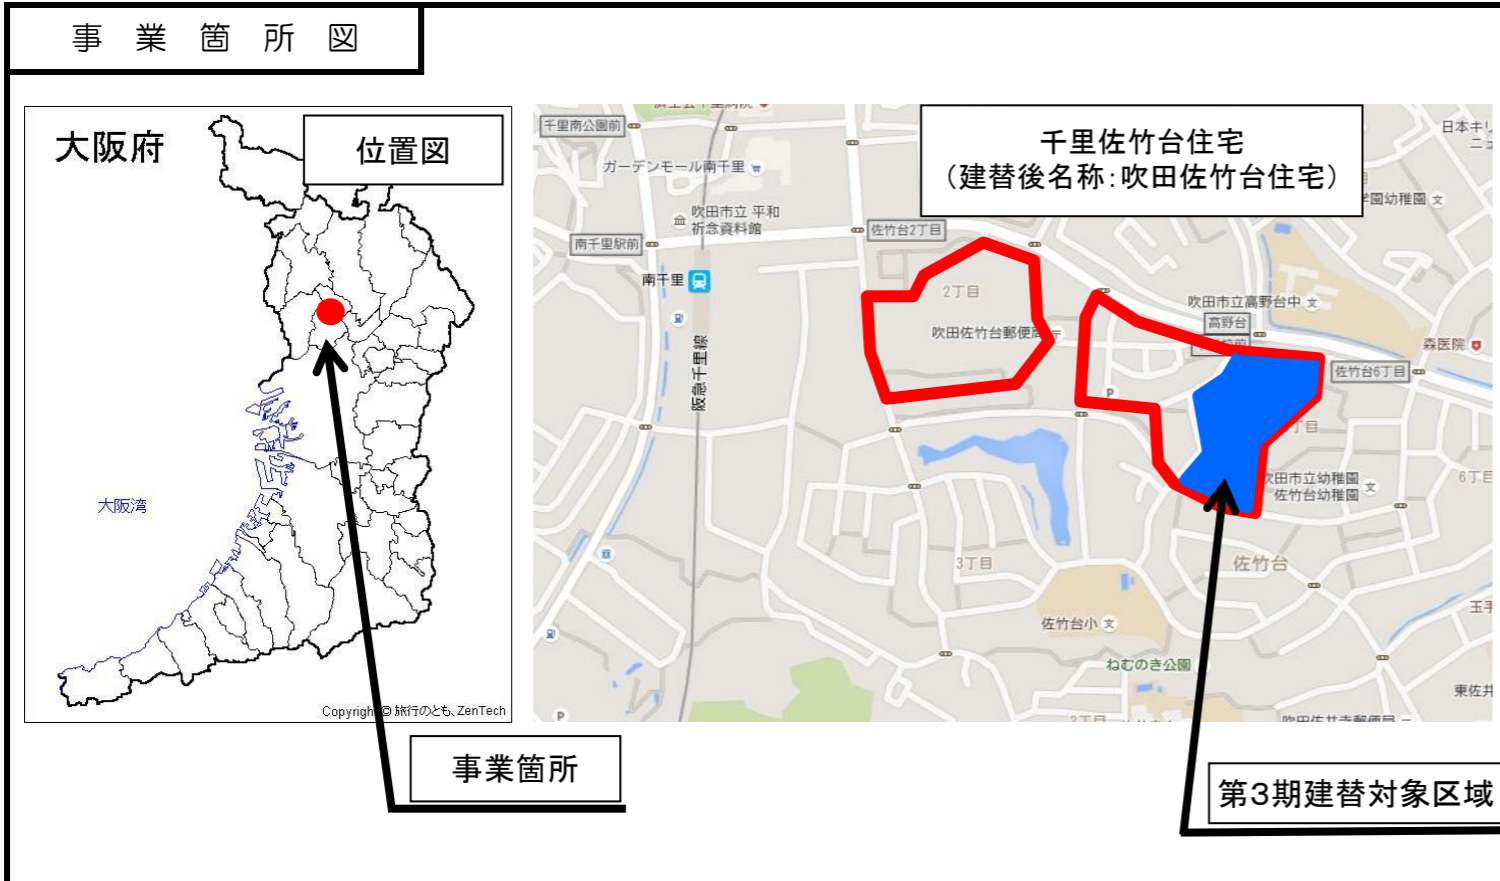 事業箇所図
大阪府
位置図
大阪湾
Copyright © 旅行のとも、ZenTech
事業箇所
千里佐竹台住宅
（建替後名称：吹田佐竹台住宅）
千里南公園前
ガーデンモール南千里
吹田市立 平和
祈念資料館
南千里駅前
佐竹台2丁目
南千里
阪急千里線
2丁目
吹田佐竹台郵便局
日本キリ
ニュ
学園幼稚園
吹田市立高野台中
高野台
森医院
佐竹台6丁目
P
丁目
吹田市立幼稚園
佐竹台幼稚園
6丁目
3丁目
佐竹台
佐竹台小
ねむのき公園
玉手
東佐井
P
第3期建替対象区域